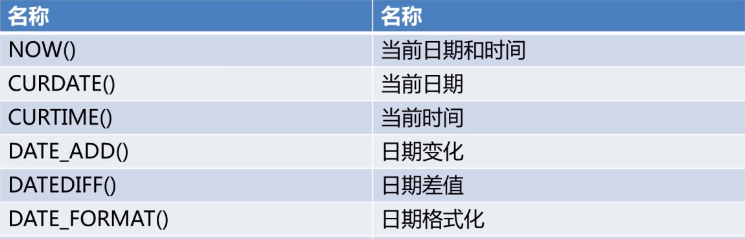 名称 名称
NOW() 当前日期和时间
CURDATE() 当前日期
CURTIME() 当前时间
DATE_ADD() 日期变化
DATEDIFF() 日期差值
DATE_FORMAT() 日期格式化